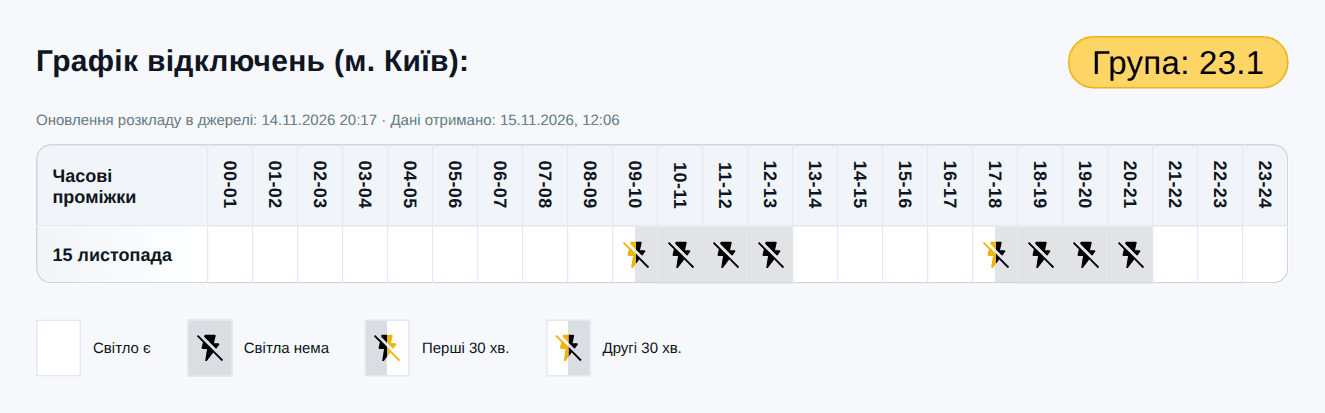 Графік відключень (м. Київ):
Група: 23.1
Оновлення розкладу в джерелі: 14.11.2026 20:17 · Дані отримано: 15.11.2026, 12:06
Часові
проміжки
00-01
01-02
02-03
03-04
04-05
05-06
06-07
07-08
08-09
09-10
10-11
11-12
12-13
13-14
14-15
15-16
16-17
17-18
18-19
19-20
20-21
21-22
22-23
23-24
15 листопада
Світло є
Світла нема
Перші 30 хв.
Другі 30 хв.